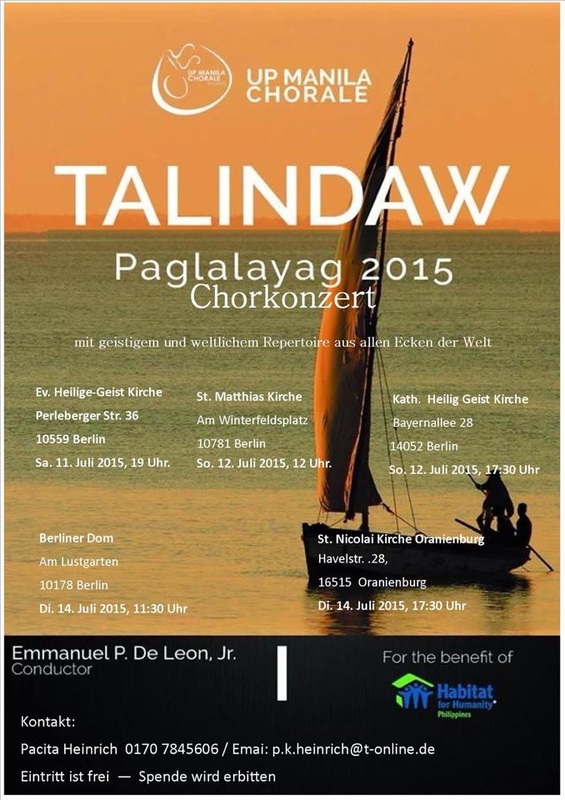 UP MANILA
CHORALE
UP MANILA
CHORALE
TALINDAW
Paglalayag 2015
Chorkonzert
mit geistigem und weltlichem Repertoire aus allen Ecken der Welt
Ev. Heilige-Geist Kirche
Perleberger Str. 36
10559 Berlin
Sa. 11. Juli 2015, 19 Uhr.
St. Matthias Kirche
Am Winterfeldsplatz
10781 Berlin
So. 12. Juli 2015, 12 Uhr.
Kath. Heilig Geist Kirche
Bayernallee 28
14052 Berlin
So. 12. Juli 2015, 17:30 Uhr
Berliner Dom
Am Lustgarten
10178 Berlin
Di. 14. Juli 2015, 11:30 Uhr
St. Nicolai Kirche Oranienburg
Havelstr. .28,
16515 Oranienburg
Di. 14. Juli 2015, 17:30 Uhr
Emmanuel P. De Leon, Jr.
Conductor
For the benefit of
Habitat
for Humanity®
Philippines
Kontakt:
Pacita Heinrich 0170 7845606 / Emai: p.k.heinrich@t-online.de
Eintritt ist frei — Spende wird erbitten